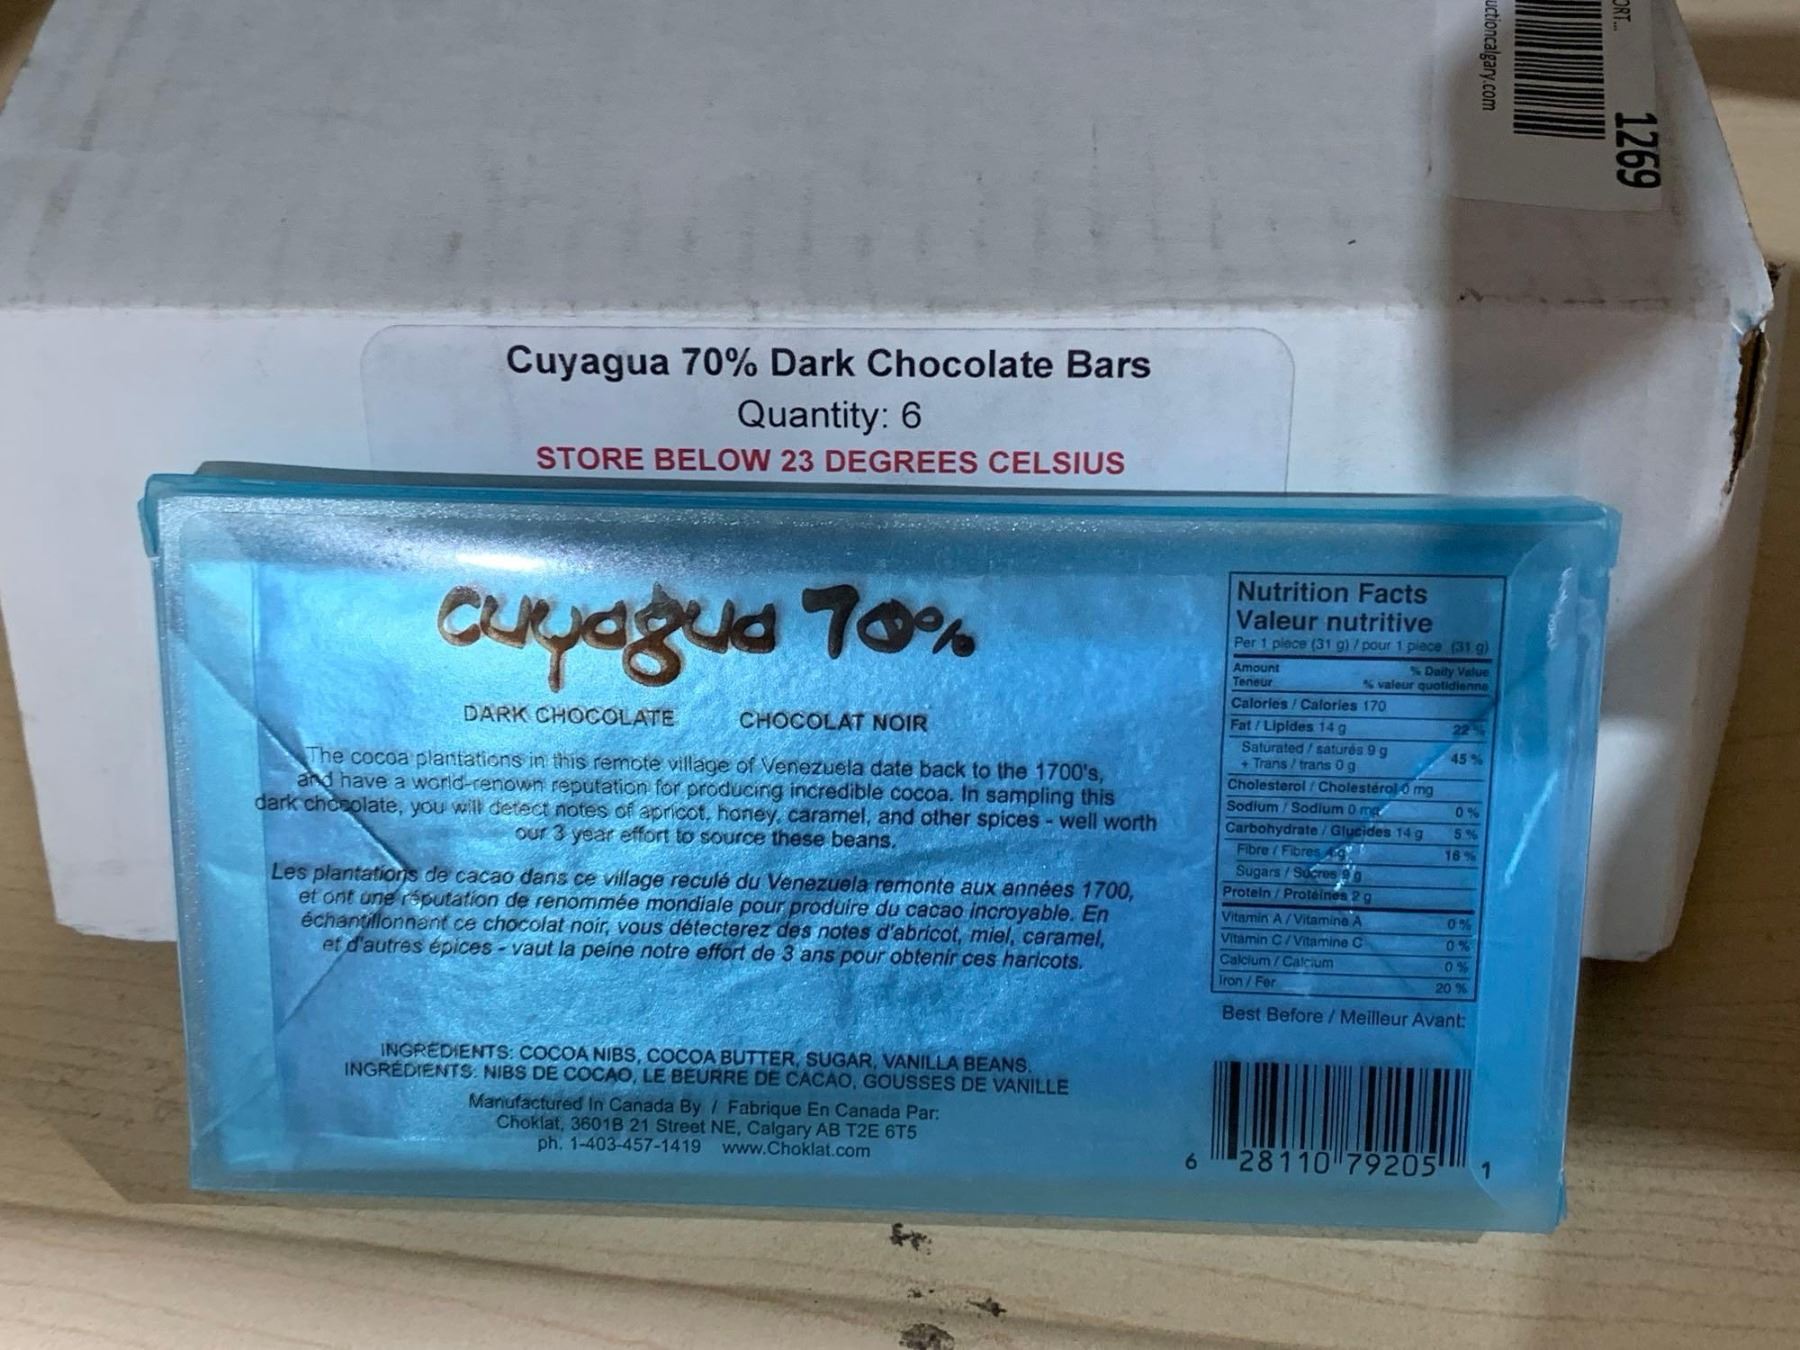 ORT...
1269
uctioncalgary.com
Cuyagua 70% Dark Chocolate Bars
Quantity: 6
STORE BELOW 23 DEGREES CELSIUS
cuyagua 70%
DARK CHOCOLATE CHOCOLAT NOIR
The cocoa plantations in this remote village of Venezuela date back to the 1700's,
and have a world-renown reputation for producing incredible cocoa. In sampling this
dark chocolate, you will detect notes of apricot, honey, caramel, and other spices - well worth
our 3 year effort to source these beans.
Les plantations de cacao dans ce village reculé du Venezuela remonte aux années 1700,
et ont une réputation de renommée mondiale pour produire du cacao incroyable. En
échantillonnant ce chocolat noir, vous détecterez des notes d'abricot, miel, caramel,
et d'autres épices - vaut la peine notre effort de 3 ans pour obtenir ces haricots.
INGREDIENTS: COCOA NIBS, COCOA BUTTER, SUGAR, VANILLA BEANS.
INGRÉDIENTS: NIBS DE COCAO, LE BEURRE DE CACAO, GOUSSES DE VANILLE
Manufactured In Canada By / Fabrique En Canada Par:
Choklat, 3601B 21 Street NE, Calgary AB T2E 6T5
ph. 1-403-457-1419 www.Choklat.com
Nutrition Facts
Valeur nutritive
Per 1 piece (31 g) / pour 1 piece (31 g)
Amount % Daily Value
Teneur % valeur quotidienne
Calories / Calories 170
Fat / Lipides 14 g 22 %
Saturated / saturés 9 g
+ Trans / trans 0 g 45 %
Cholesterol / Cholestérol 0 mg
Sodium / Sodium 0 mg 0 %
Carbohydrate / Glucides 14 g 5 %
Fibre / Fibres 4 g 16 %
Sugars / Sucres 9 g
Protein / Protéines 2 g
Vitamin A / Vitamine A 0 %
Vitamin C / Vitamine C 0 %
Calcium / Calcium 0 %
Iron / Fer 20 %
Best Before / Meilleur Avant:
6 28110 79205 1